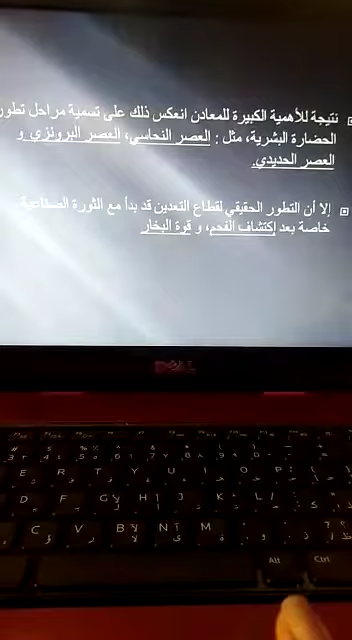 نتيجة للأهمية الكبيرة للمعادن انعكس ذلك على تسمية مراحل تطور
الحضارة البشرية، مثل : العصر النحاسي، العصر البرونزي و
العصر الحديدي.
إلا أن التطور الحقيقي لقطاع التعدين قد بدأ مع الثورة الصناعية
خاصة بعد إكتشاف الفحم، و قوة البخار
DELL
E R T Y U I O P
D F G H J K L
C V B N M
Alt Ctrl